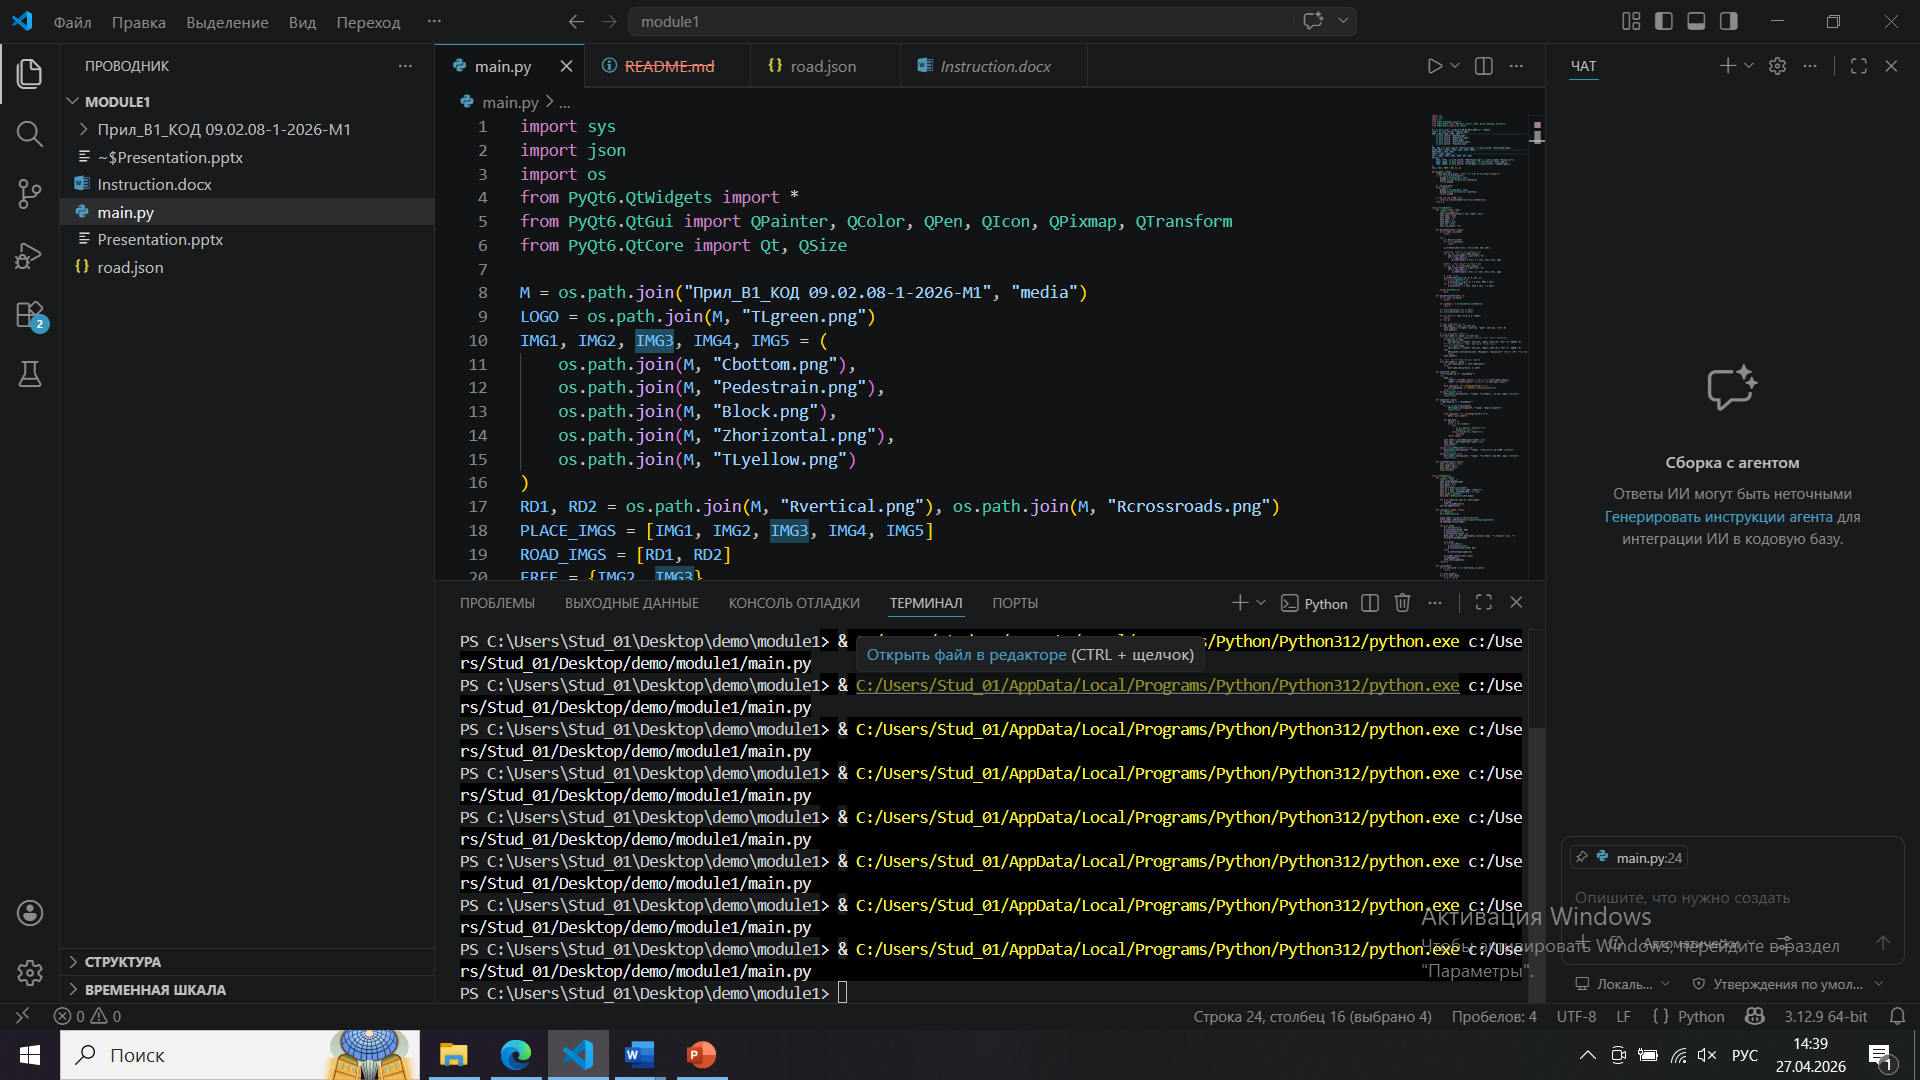 Файл Правка Выделение Вид Переход ···
module1
ПРОВОДНИК ···
MODULE1
Прил_В1_КОД 09.02.08-1-2026-М1
~$Presentation.pptx
Instruction.docx
main.py
Presentation.pptx
road.json
2
СТРУКТУРА
ВРЕМЕННАЯ ШКАЛА
main.py README.md road.json Instruction.docx
main.py > ...
1 import sys
2 import json
3 import os
4 from PyQt6.QtWidgets import *
5 from PyQt6.QtGui import QPainter, QColor, QPen, QIcon, QPixmap, QTransform
6 from PyQt6.QtCore import Qt, QSize
7
8 M = os.path.join("Прил_В1_КОД 09.02.08-1-2026-М1", "media")
9 LOGO = os.path.join(M, "TLgreen.png")
10 IMG1, IMG2, IMG3, IMG4, IMG5 = (
11 os.path.join(M, "Cbottom.png"),
12 os.path.join(M, "Pedestrain.png"),
13 os.path.join(M, "Block.png"),
14 os.path.join(M, "Zhorizontal.png"),
15 os.path.join(M, "TLyellow.png")
16 )
17 RD1, RD2 = os.path.join(M, "Rvertical.png"), os.path.join(M, "Rcrossroads.png")
18 PLACE_IMGS = [IMG1, IMG2, IMG3, IMG4, IMG5]
19 ROAD_IMGS = [RD1, RD2]
20 FREE = {IMG2, IMG3}
ПРОБЛЕМЫ ВЫХОДНЫЕ ДАННЫЕ КОНСОЛЬ ОТЛАДКИ ТЕРМИНАЛ ПОРТЫ
Python
PS C:\Users\Stud_01\Desktop\demo\module1> & s/Python/Python312/python.exe c:/Use
rs/Stud_01/Desktop/demo/module1/main.py
Открыть файл в редакторе (CTRL + щелчок)
PS C:\Users\Stud_01\Desktop\demo\module1> & C:/Users/Stud_01/AppData/Local/Programs/Python/Python312/python.exe c:/Use
rs/Stud_01/Desktop/demo/module1/main.py
PS C:\Users\Stud_01\Desktop\demo\module1> & C:/Users/Stud_01/AppData/Local/Programs/Python/Python312/python.exe c:/Use
rs/Stud_01/Desktop/demo/module1/main.py
PS C:\Users\Stud_01\Desktop\demo\module1> & C:/Users/Stud_01/AppData/Local/Programs/Python/Python312/python.exe c:/Use
rs/Stud_01/Desktop/demo/module1/main.py
PS C:\Users\Stud_01\Desktop\demo\module1> & C:/Users/Stud_01/AppData/Local/Programs/Python/Python312/python.exe c:/Use
rs/Stud_01/Desktop/demo/module1/main.py
PS C:\Users\Stud_01\Desktop\demo\module1> & C:/Users/Stud_01/AppData/Local/Programs/Python/Python312/python.exe c:/Use
rs/Stud_01/Desktop/demo/module1/main.py
PS C:\Users\Stud_01\Desktop\demo\module1> & C:/Users/Stud_01/AppData/Local/Programs/Python/Python312/python.exe c:/Use
rs/Stud_01/Desktop/demo/module1/main.py
PS C:\Users\Stud_01\Desktop\demo\module1> & C:/Users/Stud_01/AppData/Local/Programs/Python/Python312/python.exe c:/Use
rs/Stud_01/Desktop/demo/module1/main.py
PS C:\Users\Stud_01\Desktop\demo\module1>
ЧАТ
Сборка с агентом
Ответы ИИ могут быть неточными
Генерировать инструкции агента для
интеграции ИИ в кодовую базу.
main.py:24
Опишите, что нужно создать
Автоматически
Активация Windows
Чтобы активировать Windows, перейдите в раздел
"Параметры".
Локаль... Утверждения по умол...
0 0
Строка 24, столбец 16 (выбрано 4) Пробелов: 4 UTF-8 LF { } Python 3.12.9 64-bit
Поиск
РУС
14:39
27.04.2026
1